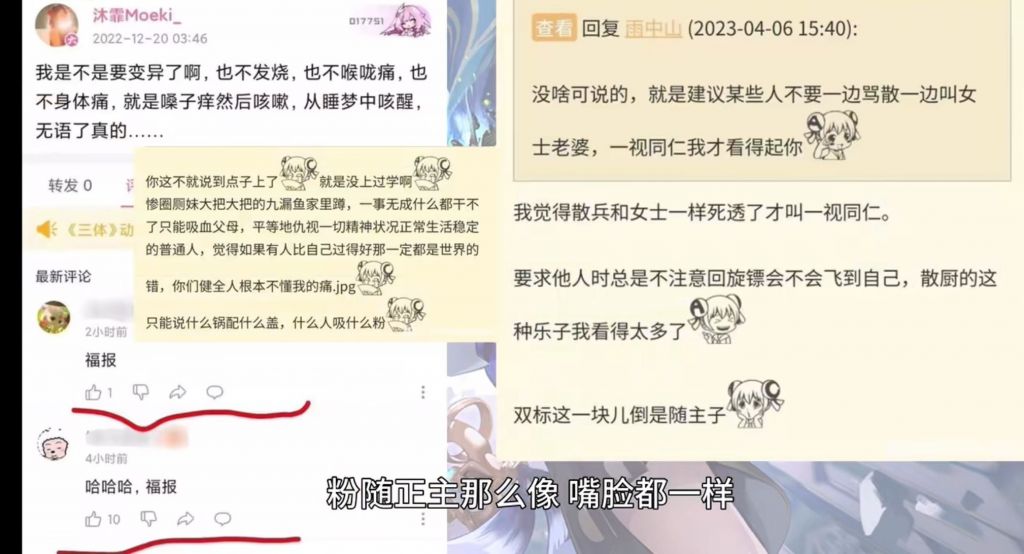 沐霏Moeki_
2022-12-20 03:46
017751
我是不是要变异了啊，也不发烧，也不喉咙痛，也
不身体痛，就是嗓子痒然后咳嗽，从睡梦中咳醒，
无语了真的……
转发 0
《三体》动
最新评论
2小时前
福报
1
4小时前
哈哈哈，福报
10
你这不就说到点子上了 就是没上过学啊
惨圈厕妹大把大把的九漏鱼家里蹲，一事无成什么都干不
了只能吸血父母，平等地仇视一切精神状况正常生活稳定
的普通人，觉得如果有人比自己过得好那一定都是世界的
错，你们健全人根本不懂我的痛.jpg
只能说什么锅配什么盖，什么人吸什么粉
查看 回复 雨中山 (2023-04-06 15:40):
没啥可说的，就是建议某些人不要一边骂散一边叫女
士老婆，一视同仁我才看得起你
我觉得散兵和女士一样死透了才叫一视同仁。
要求他人时总是不注意回旋镖会不会飞到自己，散厨的这
种乐子我看得太多了
双标这一块儿倒是随主子
粉随正主那么像 嘴脸都一样